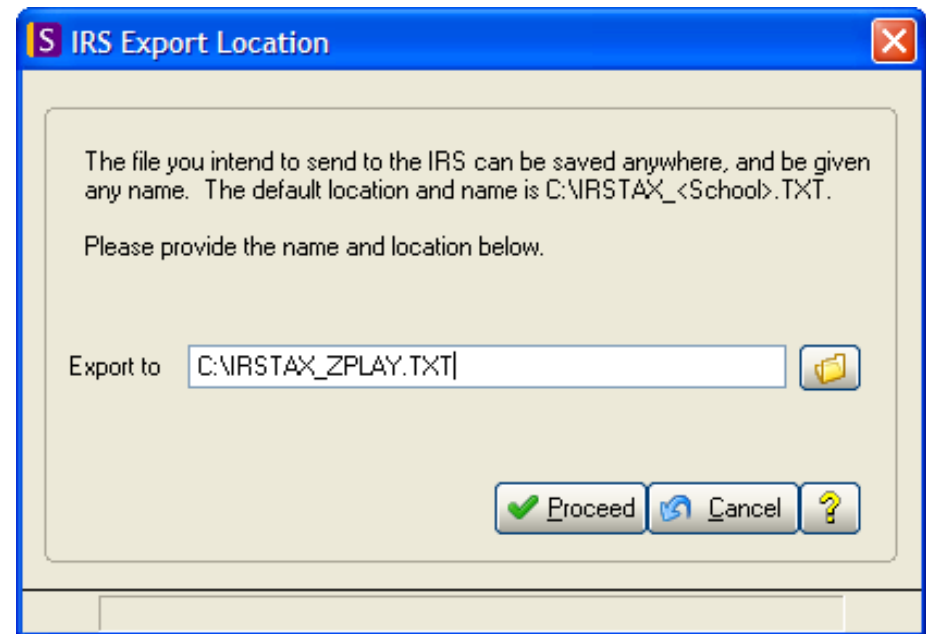 S IRS Export Location
The file you intend to send to the IRS can be saved anywhere, and be given
any name.  The default location and name is C:\IRSTAX_<School>.TXT.
Please provide the name and location below.
Export to C:\IRSTAX_ZPLAY.TXT
Proceed Cancel ?